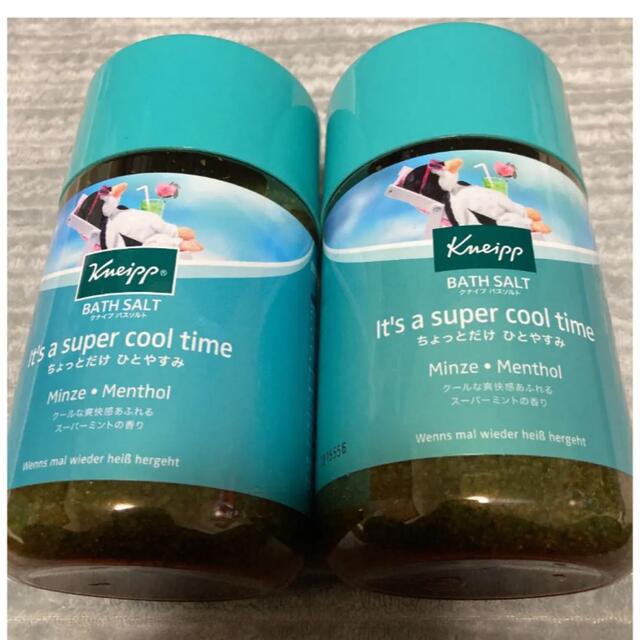 Kneipp®
BATH SALT
クナイプ バスソルト
It's a super cool time
ちょっとだけ ひとやすみ
Minze • Menthol
クールな爽快感あふれる
スーパーミントの香り
Wenns mal wieder heiß hergeht
Kneipp
BATH SALT
クナイプ バスソルト
It's a super cool time
ちょっとだけ ひとやすみ
Minze • Menthol
クールな爽快感あふれる
スーパーミントの香り
Wenns mal wieder heiß hergeht